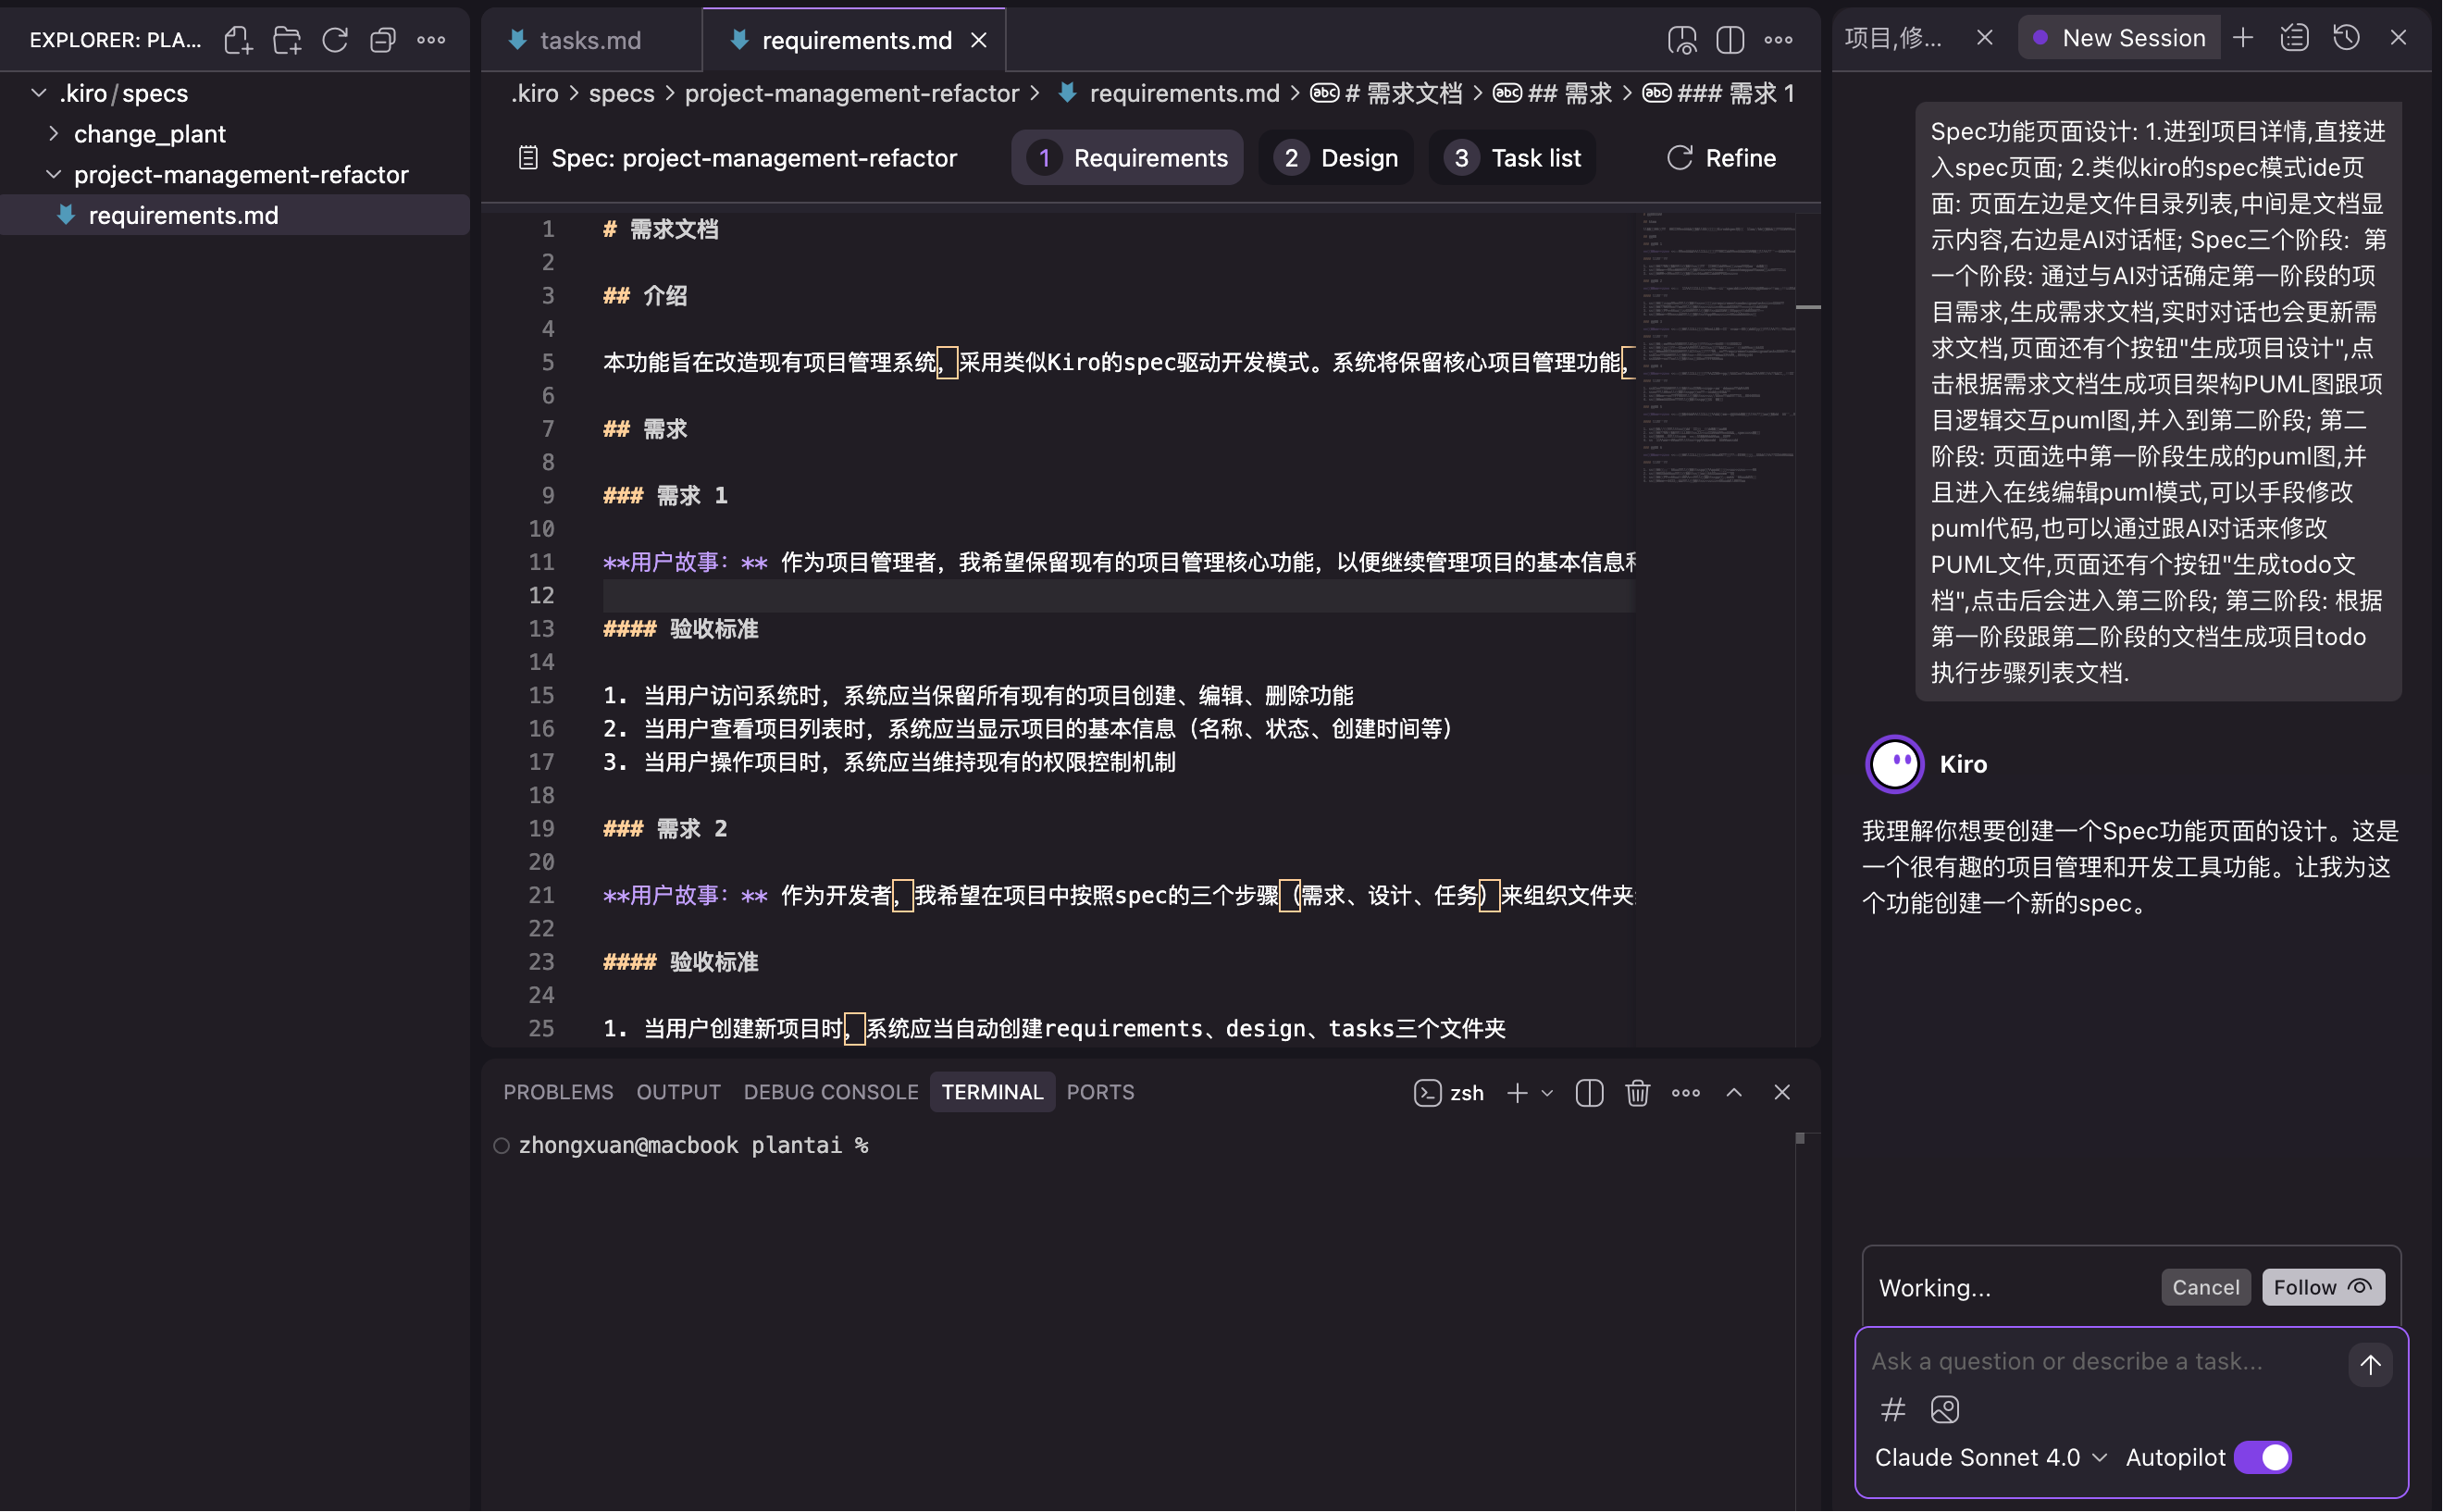 EXPLORER: PLA...
.kiro/specs
change_plant
project-management-refactor
requirements.md
tasks.md
requirements.md
.kiro > specs > project-management-refactor > requirements.md > abc # 需求文档 > abc ## 需求 > abc ### 需求 1
Spec: project-management-refactor
1 Requirements
2 Design
3 Task list
Refine
1 # 需求文档
2
3 ## 介绍
4
5 本功能旨在改造现有项目管理系统，采用类似Kiro的spec驱动开发模式。系统将保留核心项目管理功能，
6
7 ## 需求
8
9 ### 需求 1
10
11 **用户故事：** 作为项目管理者，我希望保留现有的项目管理核心功能，以便继续管理项目的基本信息和
12
13 #### 验收标准
14
15 1. 当用户访问系统时，系统应当保留所有现有的项目创建、编辑、删除功能
16 2. 当用户查看项目列表时，系统应当显示项目的基本信息（名称、状态、创建时间等）
17 3. 当用户操作项目时，系统应当维持现有的权限控制机制
18
19 ### 需求 2
20
21 **用户故事：** 作为开发者，我希望在项目中按照spec的三个步骤（需求、设计、任务）来组织文件夹
22
23 #### 验收标准
24
25 1. 当用户创建新项目时，系统应当自动创建requirements、design、tasks三个文件夹
PROBLEMS
OUTPUT
DEBUG CONSOLE
TERMINAL
PORTS
zsh
zhongxuan@macbook plantai %
项目,修...
New Session
Spec功能页面设计: 1.进到项目详情,直接进
入spec页面; 2.类似kiro的spec模式ide页
面: 页面左边是文件目录列表,中间是文档显
示内容,右边是AI对话框; Spec三个阶段: 第
一个阶段: 通过与AI对话确定第一阶段的项
目需求,生成需求文档,实时对话也会更新需
求文档,页面还有个按钮"生成项目设计",点
击根据需求文档生成项目架构PUML图跟项
目逻辑交互puml图,并入到第二阶段; 第二
阶段: 页面选中第一阶段生成的puml图,并
且进入在线编辑puml模式,可以手段修改
puml代码,也可以通过跟AI对话来修改
PUML文件,页面还有个按钮"生成todo文
档",点击后会进入第三阶段; 第三阶段: 根据
第一阶段跟第二阶段的文档生成项目todo
执行步骤列表文档.
Kiro
我理解你想要创建一个Spec功能页面的设计。这是
一个很有趣的项目管理和开发工具功能。让我为这
个功能创建一个新的spec。
Working...
Cancel
Follow
Ask a question or describe a task...
#
Claude Sonnet 4.0
Autopilot